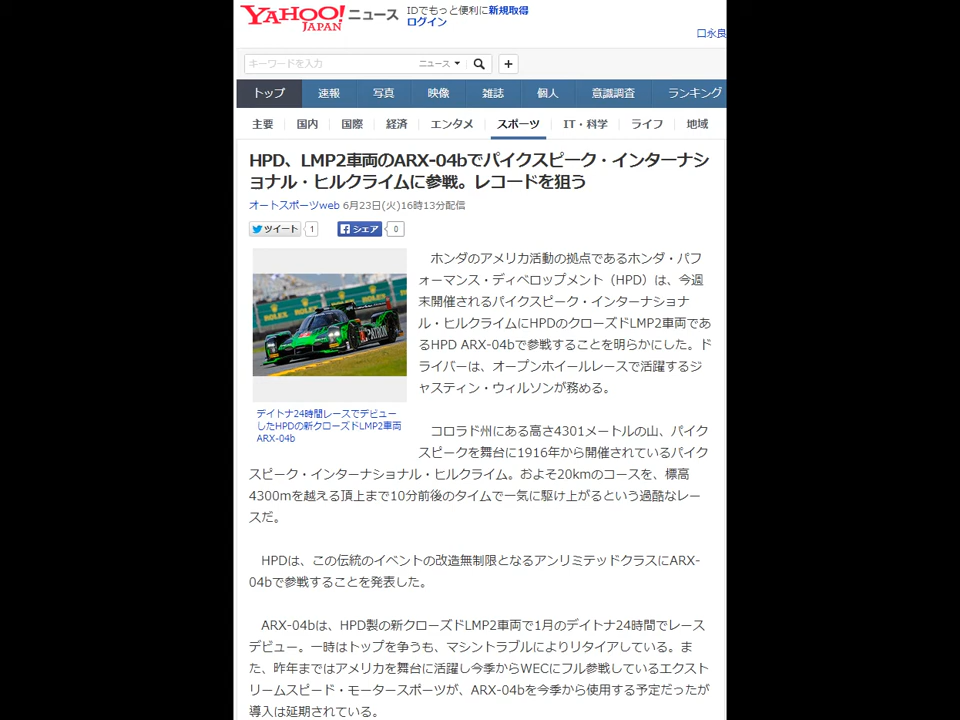 YAHOO! JAPAN ニュース
IDでもっと便利に新規取得
ログイン
口永良
キーワードを入力
ニュース
トップ 速報 写真 映像 雑誌 個人 意識調査 ランキング
主要 国内 国際 経済 エンタメ スポーツ IT・科学 ライフ 地域
HPD、LMP2車両のARX-04bでパイクスピーク・インターナシ
ョナル・ヒルクライムに参戦。レコードを狙う
オートスポーツweb 6月23日(火)16時13分配信
ツイート 1 シェア 0
ROLEX
PATRON
デイトナ24時間レースでデビュー
したHPDの新クローズドLMP2車両
ARX-04b
ホンダのアメリカ活動の拠点であるホンダ・パフ
ォーマンス・ディベロップメント（HPD）は、今週
末開催されるパイクスピーク・インターナショナ
ル・ヒルクライムにHPDのクローズドLMP2車両であ
るHPD ARX-04bで参戦することを明らかにした。ド
ライバーは、オープンホイールレースで活躍するジ
ャスティン・ウィルソンが務める。
コロラド州にある高さ4301メートルの山、パイク
スピークを舞台に1916年から開催されているパイク
スピーク・インターナショナル・ヒルクライム。およそ20kmのコースを、標高
4300mを越える頂上まで10分前後のタイムで一気に駆け上がるという過酷なレー
スだ。
HPDは、この伝統のイベントの改造無制限となるアンリミテッドクラスにARX-
04bで参戦することを発表した。
ARX-04bは、HPD製の新クローズドLMP2車両で1月のデイトナ24時間でレース
デビュー。一時はトップを争うも、マシントラブルによりリタイアしている。ま
た、昨年まではアメリカを舞台に活躍し今季からWECにフル参戦しているエクスト
リームスピード・モータースポーツが、ARX-04bを今季から使用する予定だったが
導入は延期されている。